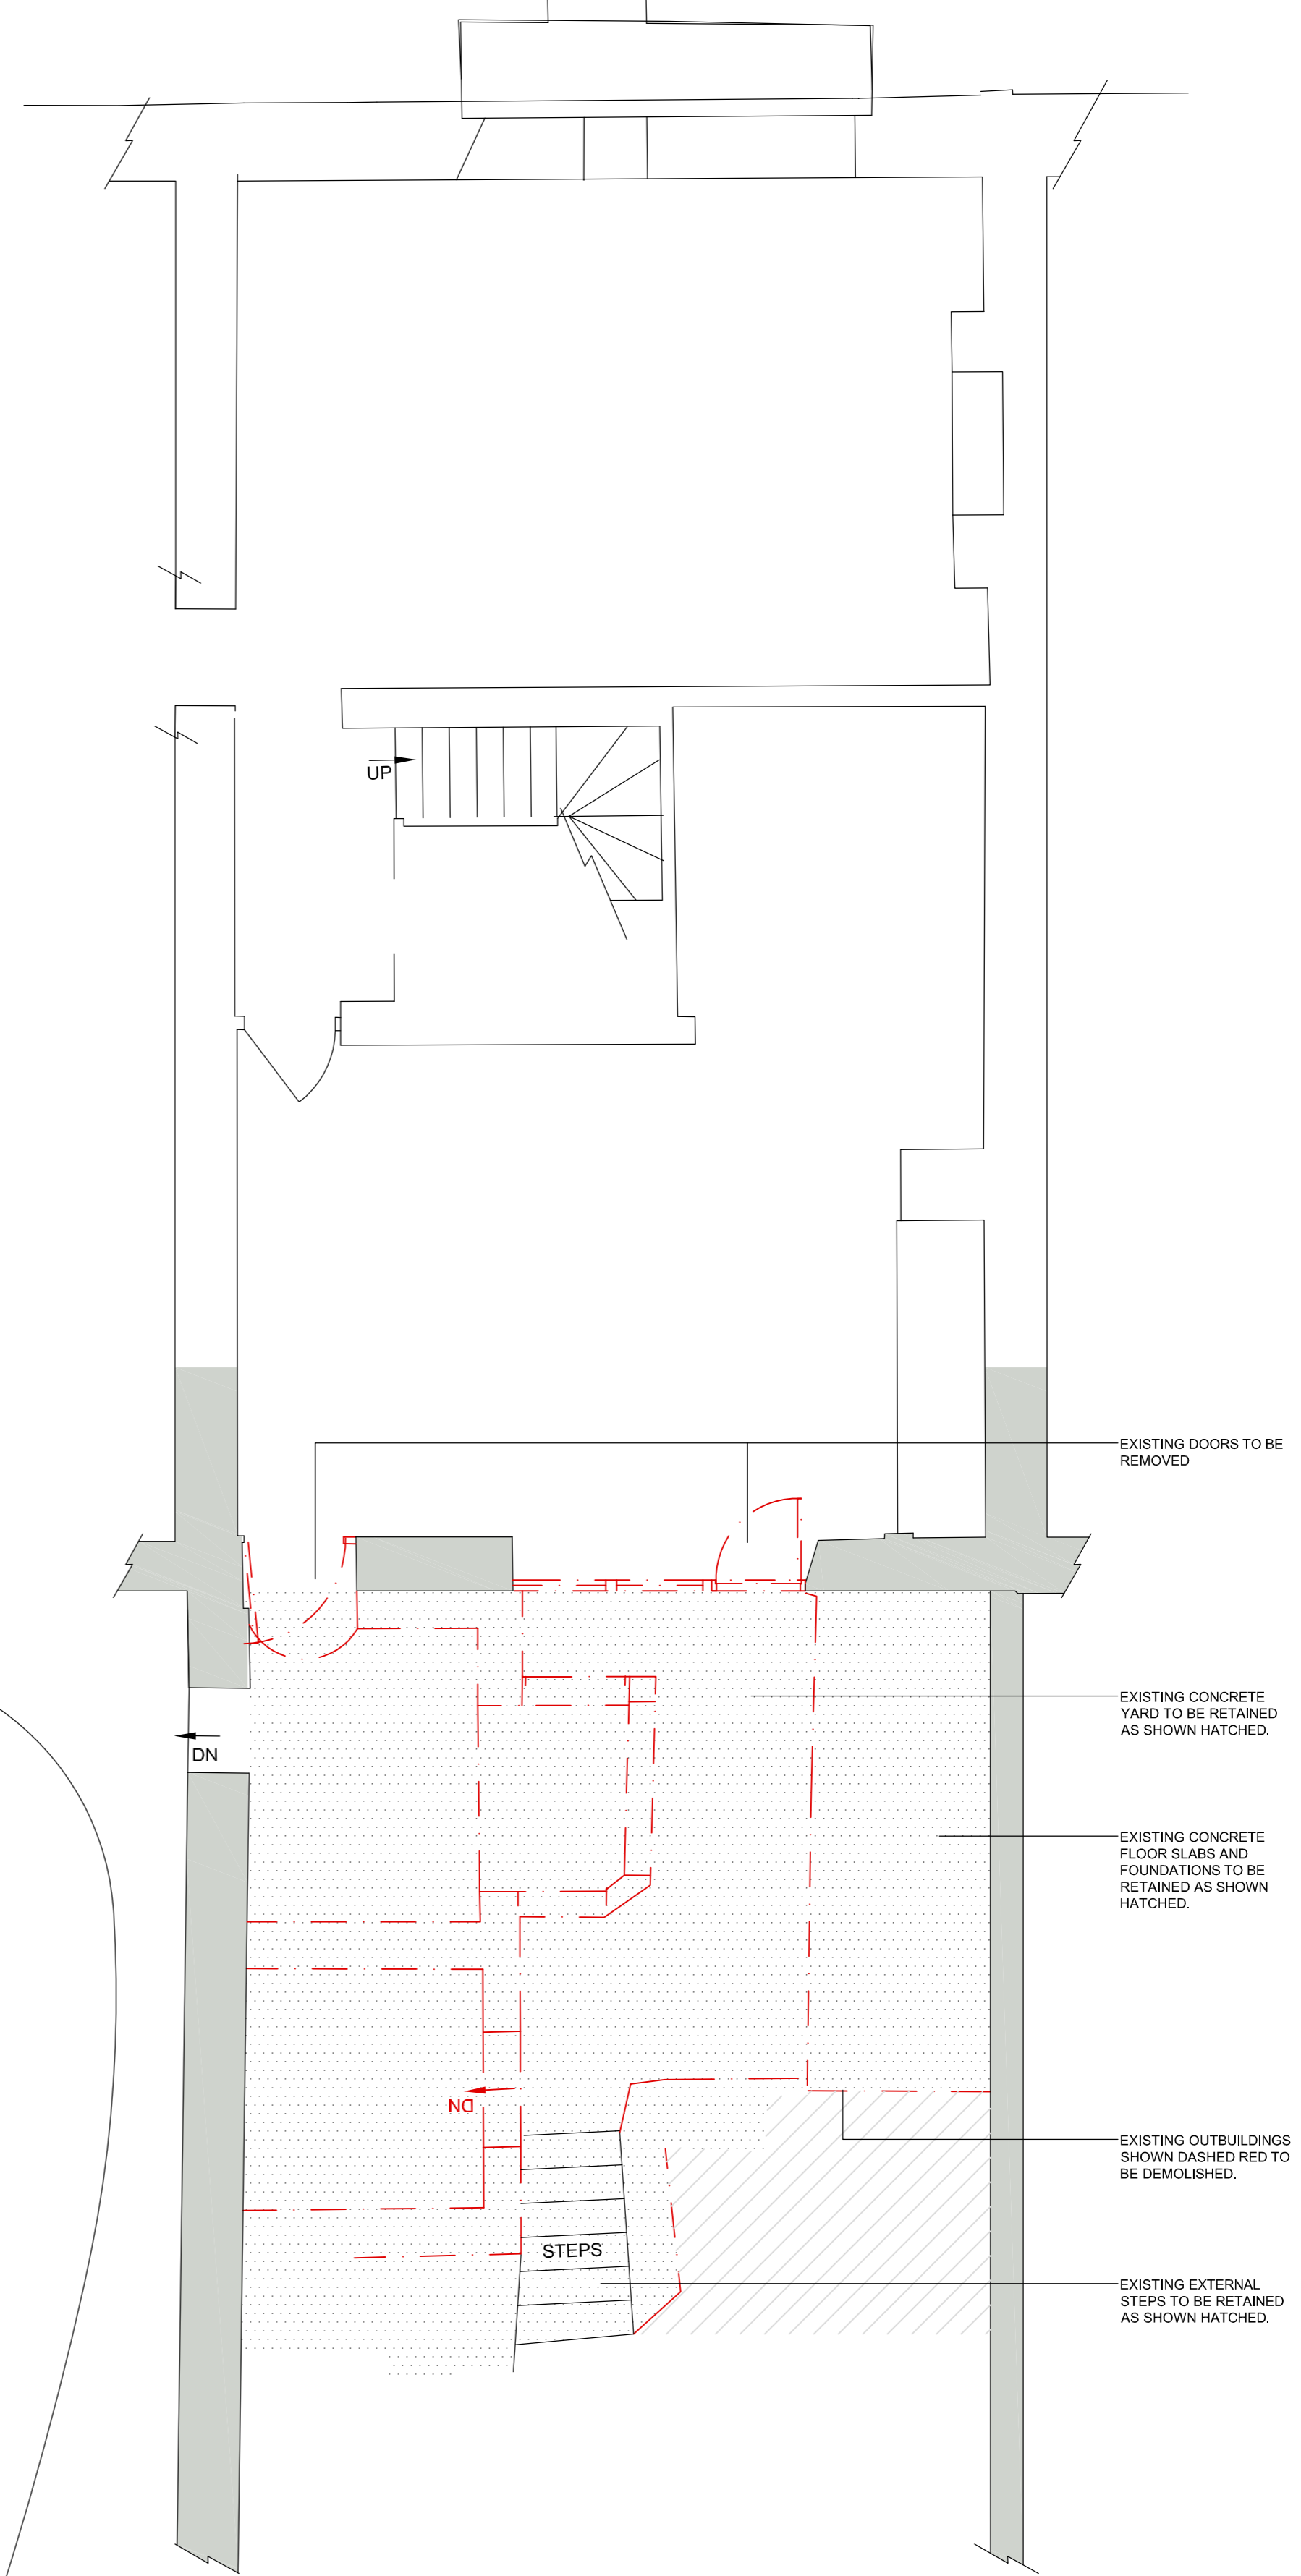 UP
EXISTING DOORS TO BE
REMOVED
EXISTING CONCRETE
YARD TO BE RETAINED
AS SHOWN HATCHED.
DN
EXISTING CONCRETE
FLOOR SLABS AND
FOUNDATIONS TO BE
RETAINED AS SHOWN
HATCHED.
DN
EXISTING OUTBUILDINGS
SHOWN DASHED RED TO
BE DEMOLISHED.
STEPS
EXISTING EXTERNAL
STEPS TO BE RETAINED
AS SHOWN HATCHED.